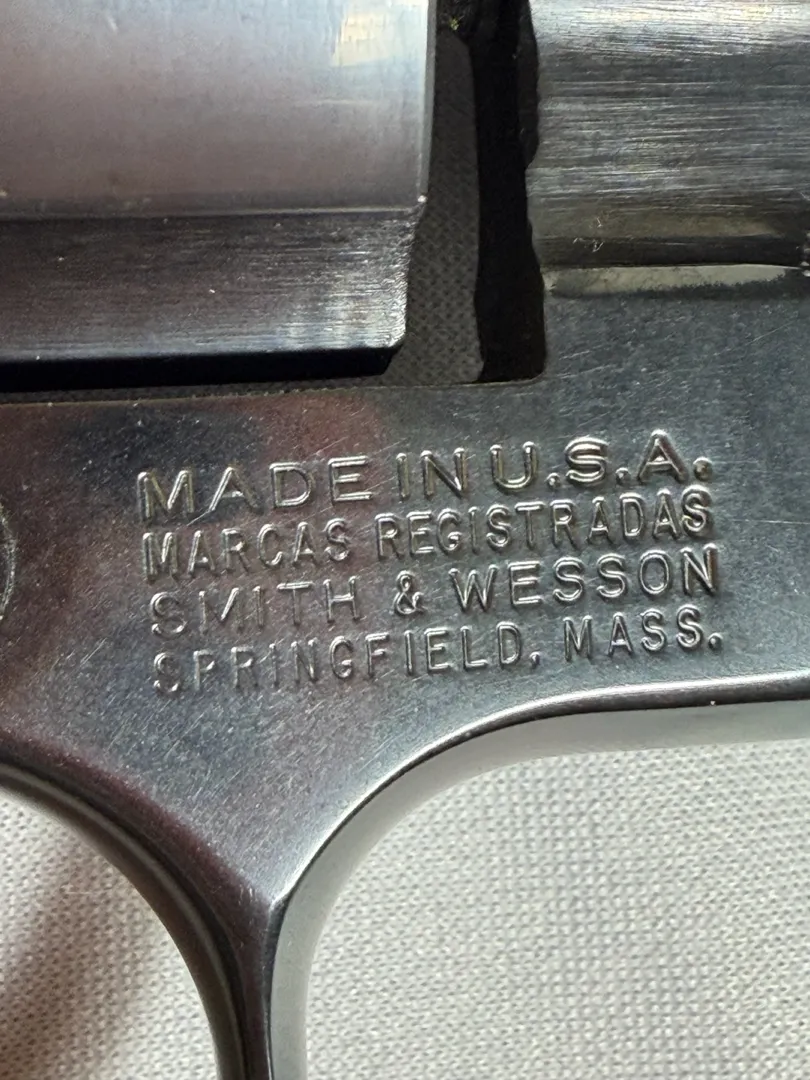 MADE IN U.S.A.
MARCAS REGISTRADAS
SMITH & WESSON
SPRINGFIELD, MASS.